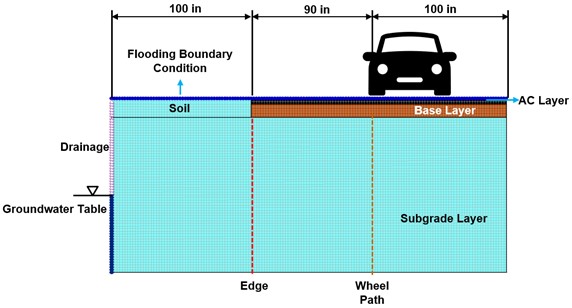 100 in
90 in
100 in
Flooding Boundary
Condition
AC Layer
Soil
Base Layer
Drainage
Groundwater Table
Subgrade Layer
Edge
Wheel
Path